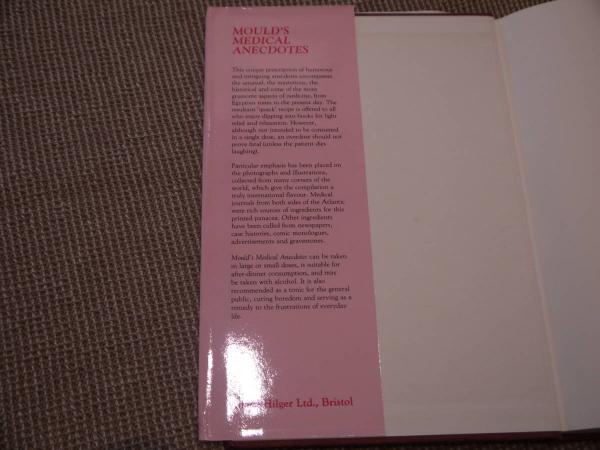 MOULD'S
MEDICAL
ANECDOTES
This unique prescription of humorous
and intriguing anecdotes encompasses
the unusual, the mysterious, the
historical and some of the more
gruesome aspects of medicine, from
Egyptian times to the present day. The
resultant 'quack' recipe is offered to all
who enjoy dipping into books for light
relief and relaxation. However,
although not intended to be consumed
in a single dose, an overdose should not
prove fatal (unless the patient dies
laughing).
Particular emphasis has been placed on
the photographs and illustrations,
collected from many corners of the
world, which give the compilation a
truly international flavour. Medical
journals from both sides of the Atlantic
were rich sources of ingredients for this
printed panacea. Other ingredients
have been culled from newspapers,
case histories, comic monologues,
advertisements and gravestones.
Mould's Medical Anecdotes can be taken
in large or small doses, is suitable for
after-dinner consumption, and may
be taken with alcohol. It is also
recommended as a tonic for the general
public, curing boredom and serving as a
remedy to the frustrations of everyday
life.
Hilger Ltd., Bristol